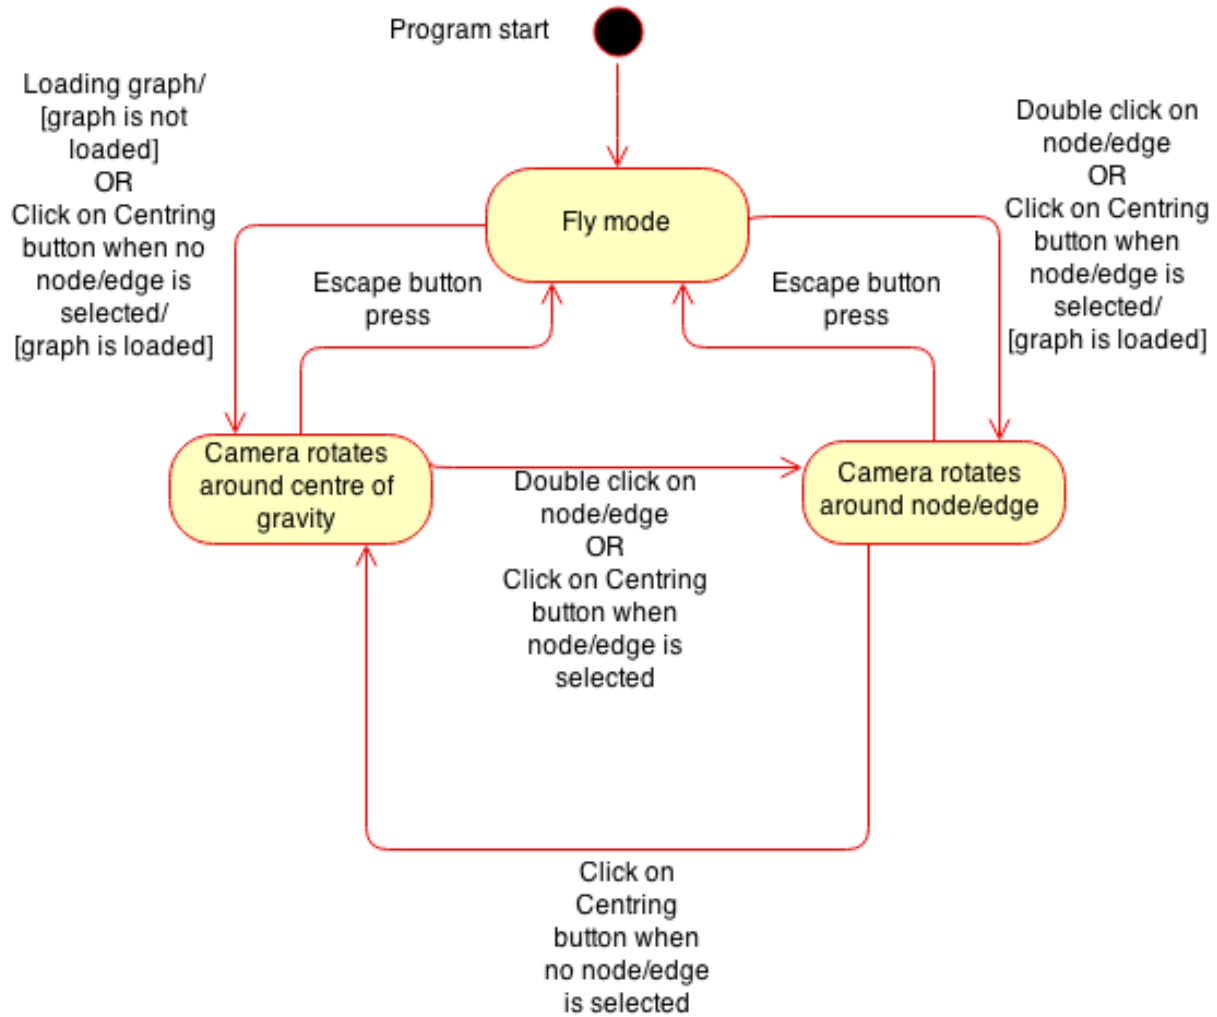 Program start
Loading graph/
[graph is not
loaded]
OR
Click on Centring
button when no
node/edge is
selected/
[graph is loaded]
Double click on
node/edge
OR
Click on Centring
button when
node/edge is
selected/
[graph is loaded]
Fly mode
Escape button
press
Escape button
press
Camera rotates
around centre of
gravity
Double click on
node/edge
OR
Click on Centring
button when
node/edge is
selected
Camera rotates
around node/edge
Click on
Centring
button when
no node/edge
is selected